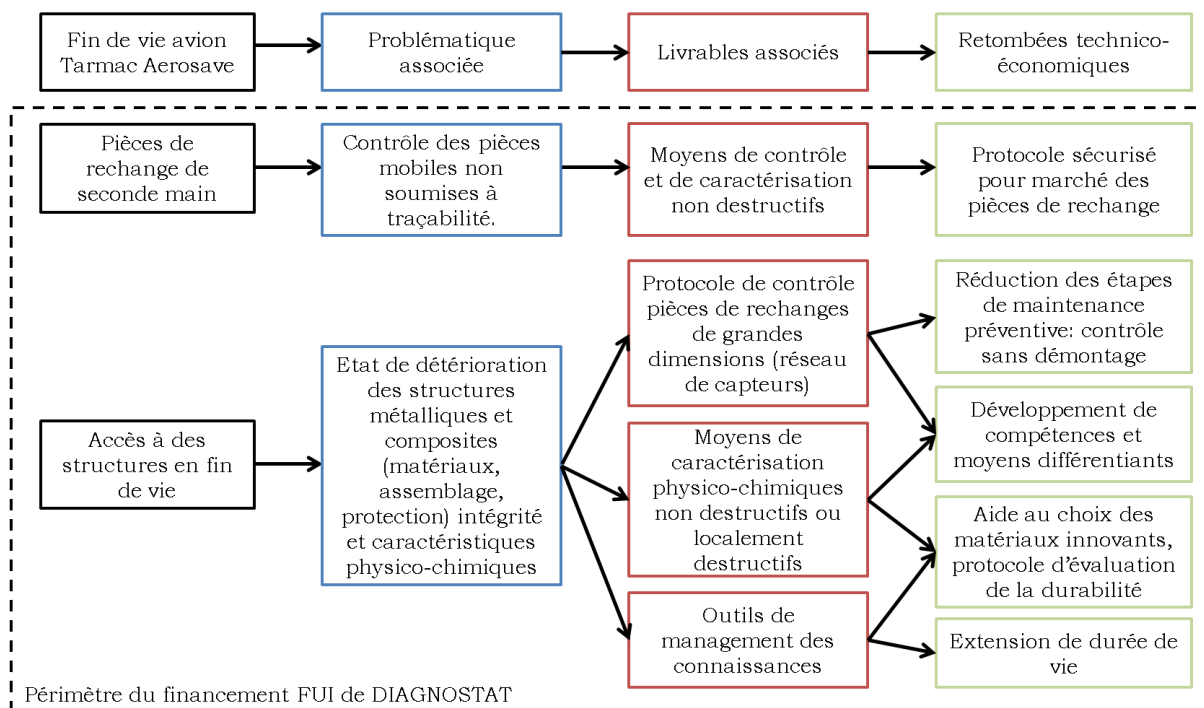 Fin de vie avion
Tarmac Aerosave
Problématique
associée
Livrables associés
Retombées technico-
économiques
Pièces de
rechange de
seconde main
Contrôle des pièces
mobiles non
soumises à
traçabilité.
Moyens de contrôle
et de caractérisation
non destructifs
Protocole sécurisé
pour marché des
pièces de rechange
Accès à des
structures en fin
de vie
Etat de détérioration
des structures
métalliques et
composites
(matériaux,
assemblage,
protection) intégrité
et caractéristiques
physico-chimiques
Protocole de contrôle
pièces de rechanges
de grandes
dimensions (réseau
de capteurs)
Moyens de
caractérisation
physico-chimiques
non destructifs ou
localement
destructifs
Outils de
management des
connaissances
Réduction des étapes
de maintenance
préventive: contrôle
sans démontage
Développement de
compétences et
moyens différentiants
Aide au choix des
matériaux innovants,
protocole d'évaluation
de la durabilité
Extension de durée de
vie
Périmètre du financement FUI de DIAGNOSTAT